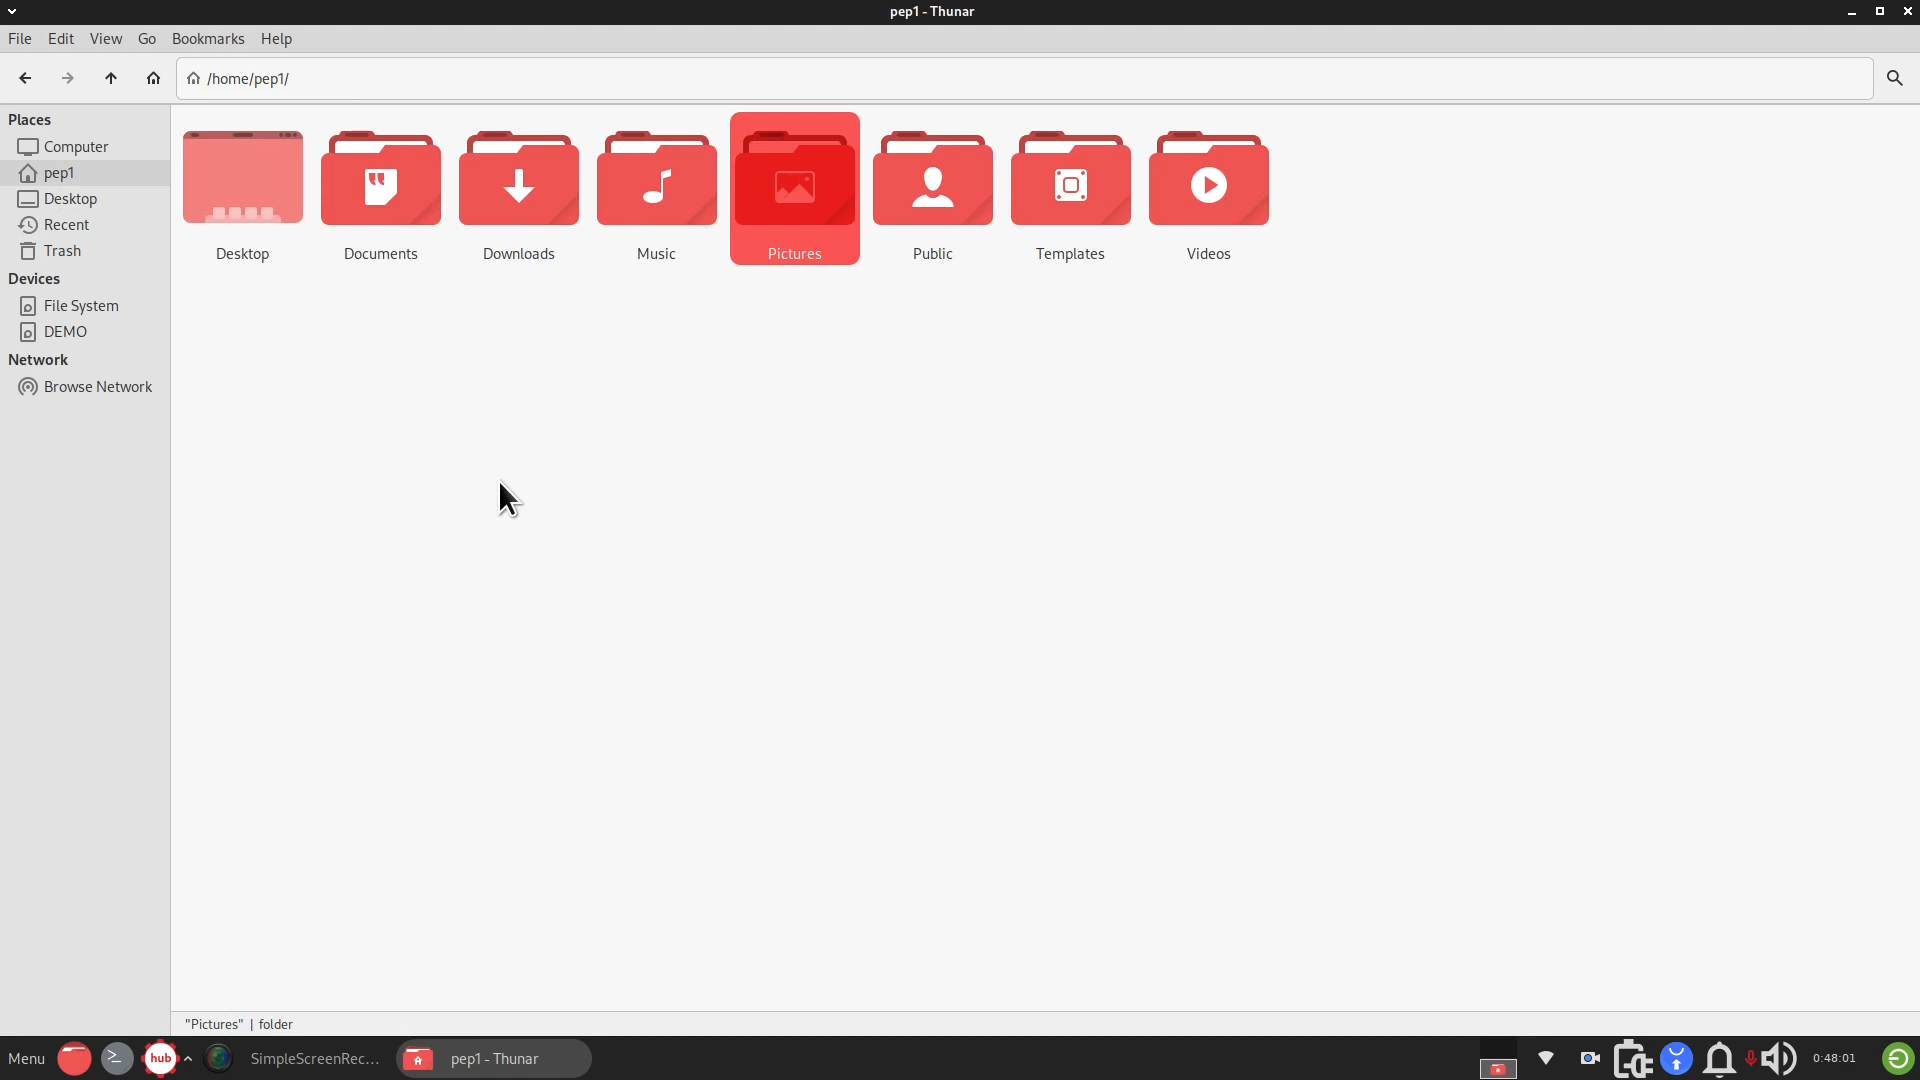 pep1 - Thunar
File Edit View Go Bookmarks Help
/home/pep1/
Places
Computer
pep1
Desktop
Recent
Trash
Devices
File System
DEMO
Network
Browse Network
Desktop Documents Downloads Music Pictures Public Templates Videos
"Pictures" | folder
Menu hub SimpleScreenRec... pep1 - Thunar 0:48:01